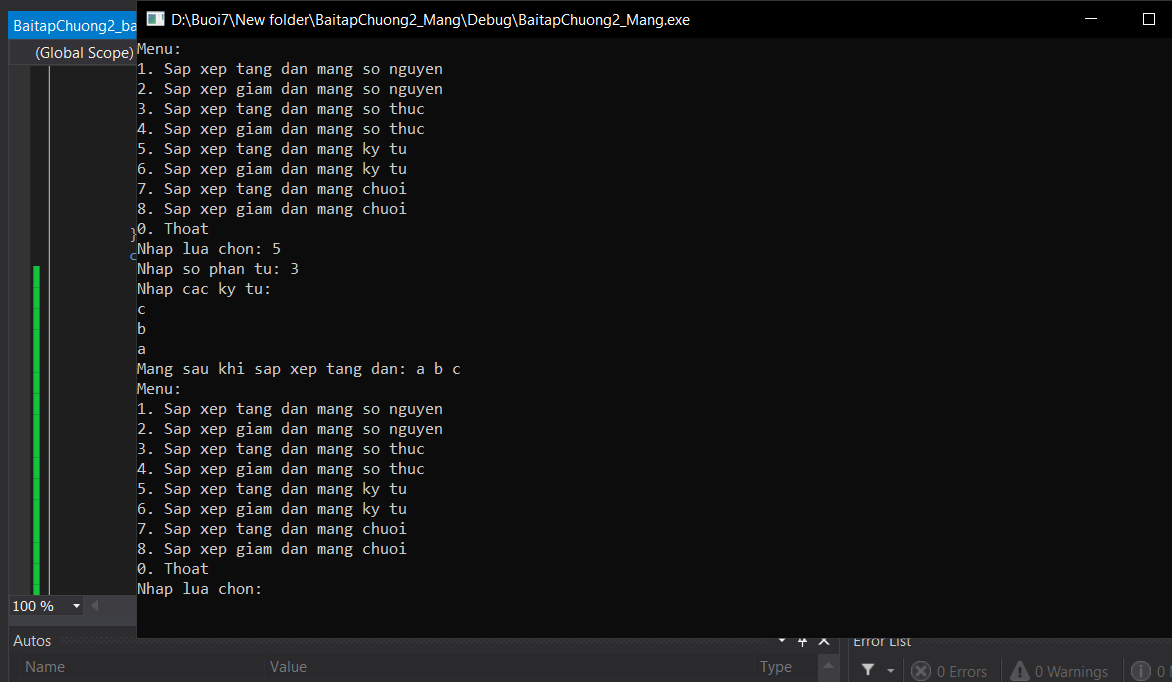 BaitapChuong2_ba
D:\Buoi7\New folder\BaitapChuong2_Mang\Debug\BaitapChuong2_Mang.exe
(Global Scope)
Menu:
1. Sap xep tang dan mang so nguyen
2. Sap xep giam dan mang so nguyen
3. Sap xep tang dan mang so thuc
4. Sap xep giam dan mang so thuc
5. Sap xep tang dan mang ky tu
6. Sap xep giam dan mang ky tu
7. Sap xep tang dan mang chuoi
8. Sap xep giam dan mang chuoi
0. Thoat
}
Nhap lua chon: 5
c
Nhap so phan tu: 3
Nhap cac ky tu:
c
b
a
Mang sau khi sap xep tang dan: a b c
Menu:
1. Sap xep tang dan mang so nguyen
2. Sap xep giam dan mang so nguyen
3. Sap xep tang dan mang so thuc
4. Sap xep giam dan mang so thuc
5. Sap xep tang dan mang ky tu
6. Sap xep giam dan mang ky tu
7. Sap xep tang dan mang chuoi
8. Sap xep giam dan mang chuoi
0. Thoat
Nhap lua chon:
100 %
Autos
Error List
Name Value Type
0 Errors 0 Warnings 0